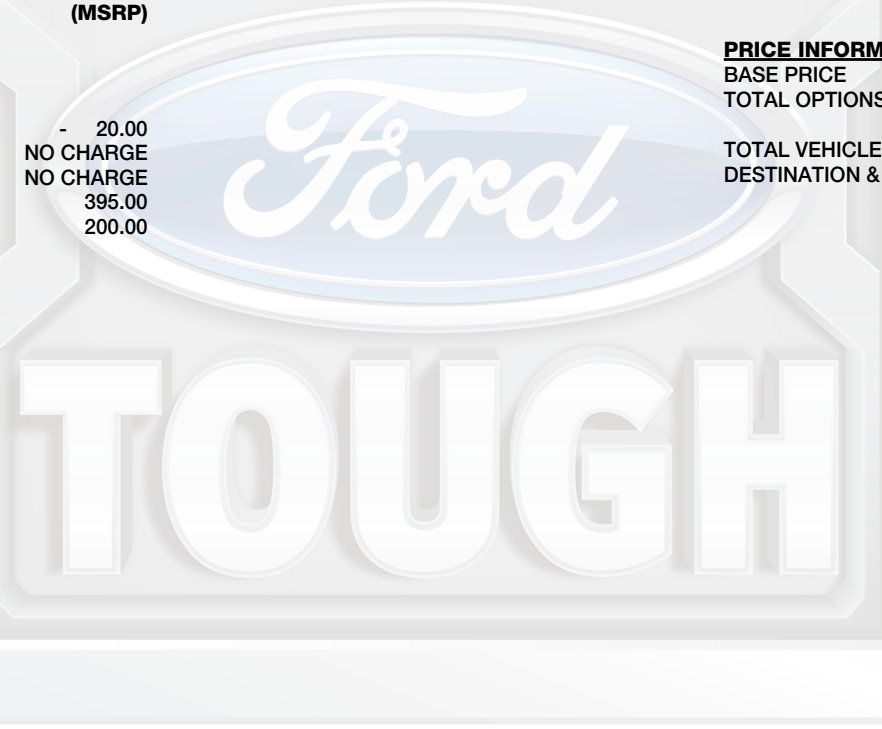 (MSRP)
- 20.00
NO CHARGE
NO CHARGE
395.00
200.00
PRICE INFORM
BASE PRICE
TOTAL OPTIONS
TOTAL VEHICLE
DESTINATION &
Ford
TOUGH